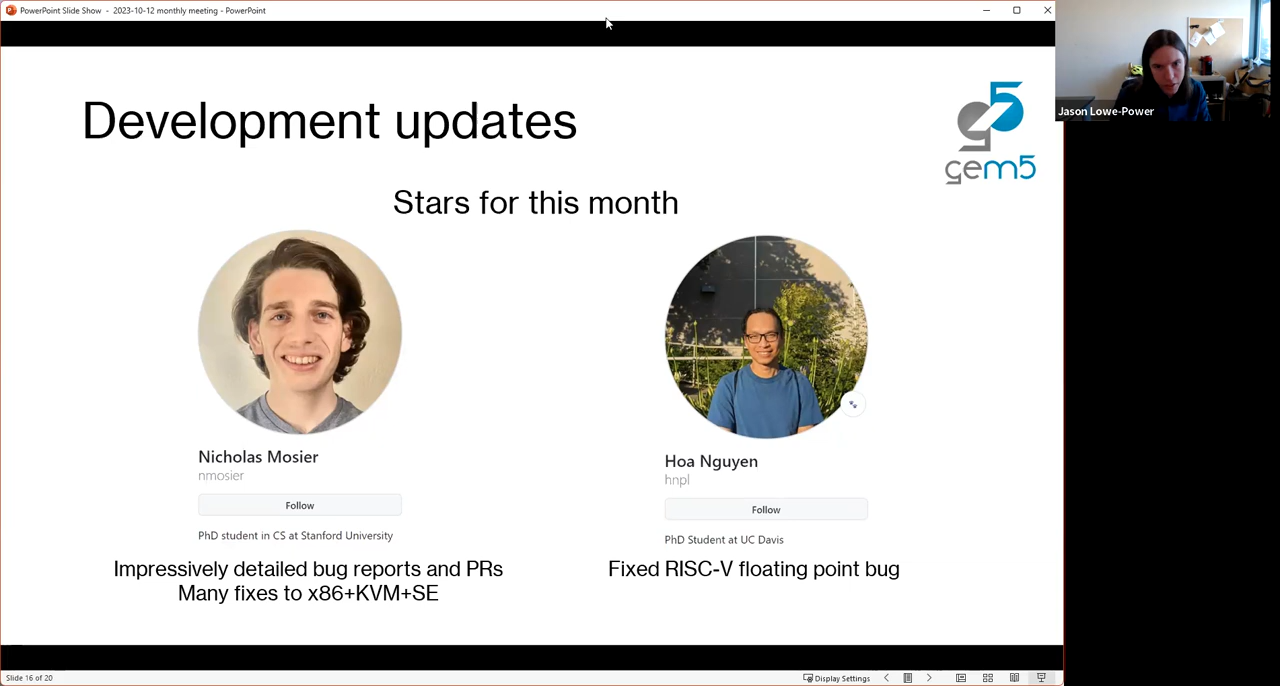 PowerPoint Slide Show - 2023-10-12 monthly meeting - PowerPoint
Jason Lowe-Power
Development updates
gem5
Stars for this month
Nicholas Mosier
nmosier
Follow
PhD student in CS at Stanford University
Impressively detailed bug reports and PRs
Many fixes to x86+KVM+SE
Hoa Nguyen
hnpl
Follow
PhD Student at UC Davis
Fixed RISC-V floating point bug
Slide 16 of 20
Display Settings